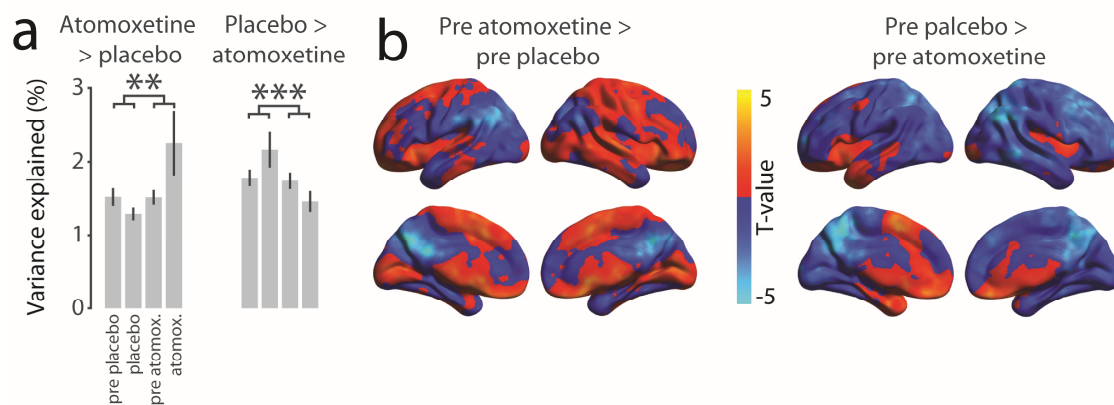 a
Atomoxetine
> placebo
Placebo >
atomoxetine
**
***
Variance explained (%)
3
2
1
0
pre placebo
placebo
pre atomox.
atomox.
b
Pre atomoxetine >
pre placebo
Pre palcebo >
pre atomoxetine
5
T-value
-5